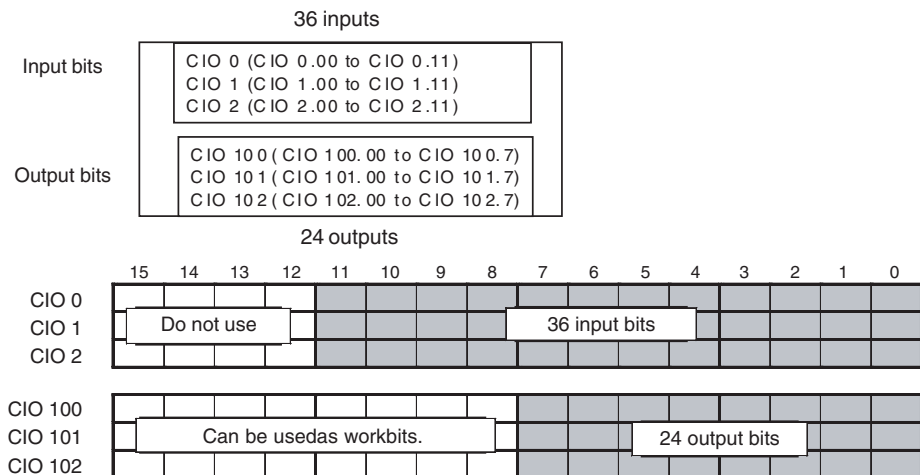 36 inputs
Input bits
CIO 0 (CIO 0.00 to CIO 0.11)
CIO 1 (CIO 1.00 to CIO 1.11)
CIO 2 (CIO 2.00 to CIO 2.11)
Output bits
CIO 100 (CIO 100.00 to CIO 100.7)
CIO 101 (CIO 101.00 to CIO 101.7)
CIO 102 (CIO 102.00 to CIO 102.7)
24 outputs
15 14 13 12 11 10 9 8 7 6 5 4 3 2 1 0
CIO 0
CIO 1 Do not use 36 input bits
CIO 2
CIO 100
CIO 101 Can be usedas workbits. 24 output bits
CIO 102